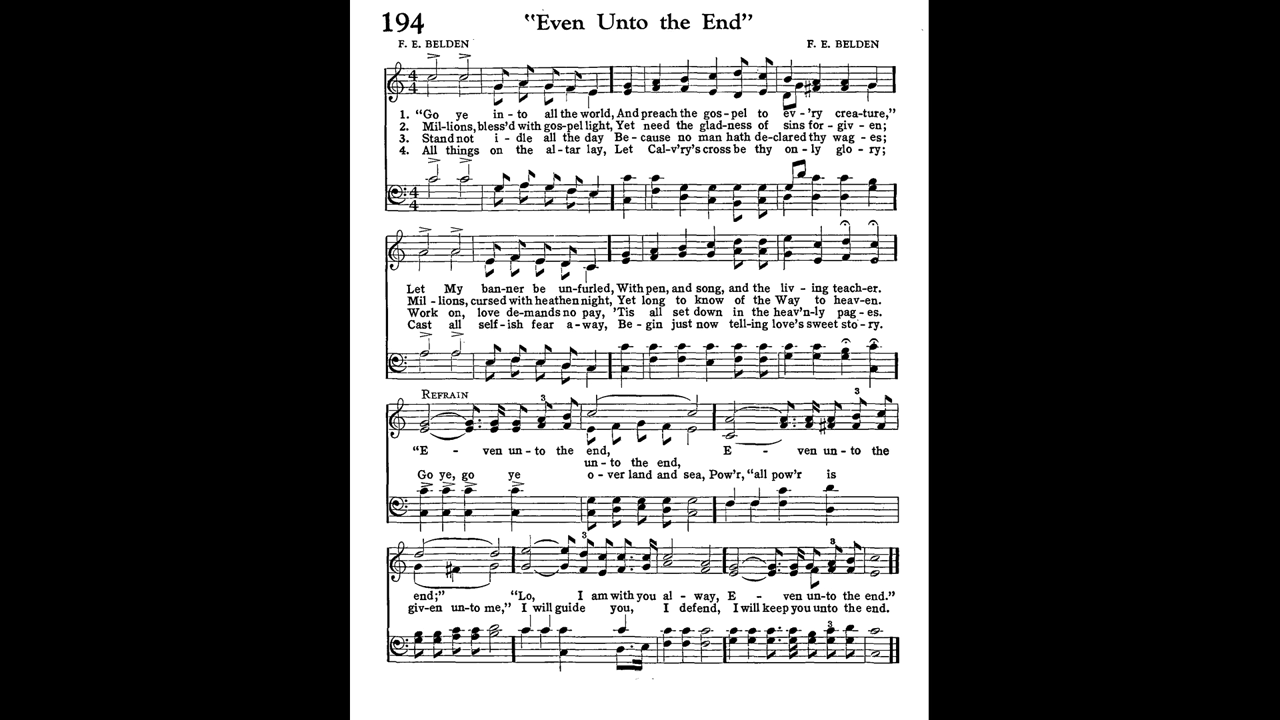 194 "Even Unto the End"
F. E. BELDEN F. E. BELDEN
1. "Go ye in-to all the world, And preach the gos-pel to ev-'ry crea-ture,"
2. Mil-lions, bless'd with gos-pel light, Yet need the glad-ness of sins for-giv-en;
3. Stand not i-dle all the day Be-cause no man hath de-clared thy wag-es;
4. All things on the al-tar lay, Let Cal-v'ry's cross be thy on-ly glo-ry;
Let My ban-ner be un-furled, With pen, and song, and the liv-ing teach-er.
Mil-lions, cursed with heathen night, Yet long to know of the Way to heav-en.
Work on, love de-mands no pay, 'Tis all set down in the heav'n-ly pag-es.
Cast all self-ish fear a-way, Be-gin just now tell-ing love's sweet sto-ry.
REFRAIN
3 3
"E-ven un-to the end, E-ven un-to the
un-to the end,
Go ye, go ye o-ver land and sea, Pow'r, "all pow'r is
3 3
end;" "Lo, I am with you al-way, E-ven un-to the end."
giv-en un-to me," I will guide you, I defend, I will keep you unto the end.
3